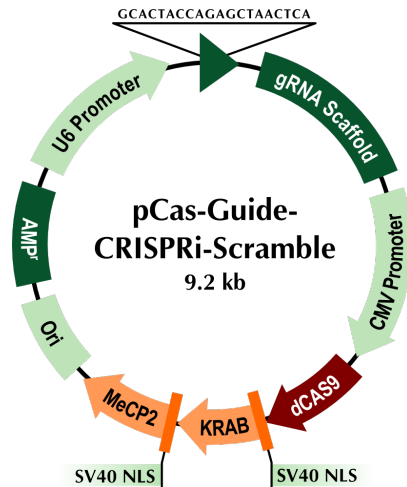 GCACTACCAGAGCTAACTCA
U6 Promoter
gRNA Scaffold
AMPr
pCas-Guide-
CRISPRi-Scramble
9.2 kb
CMV Promoter
Ori
MeCP2
KRAB
dCAS9
SV40 NLS
SV40 NLS